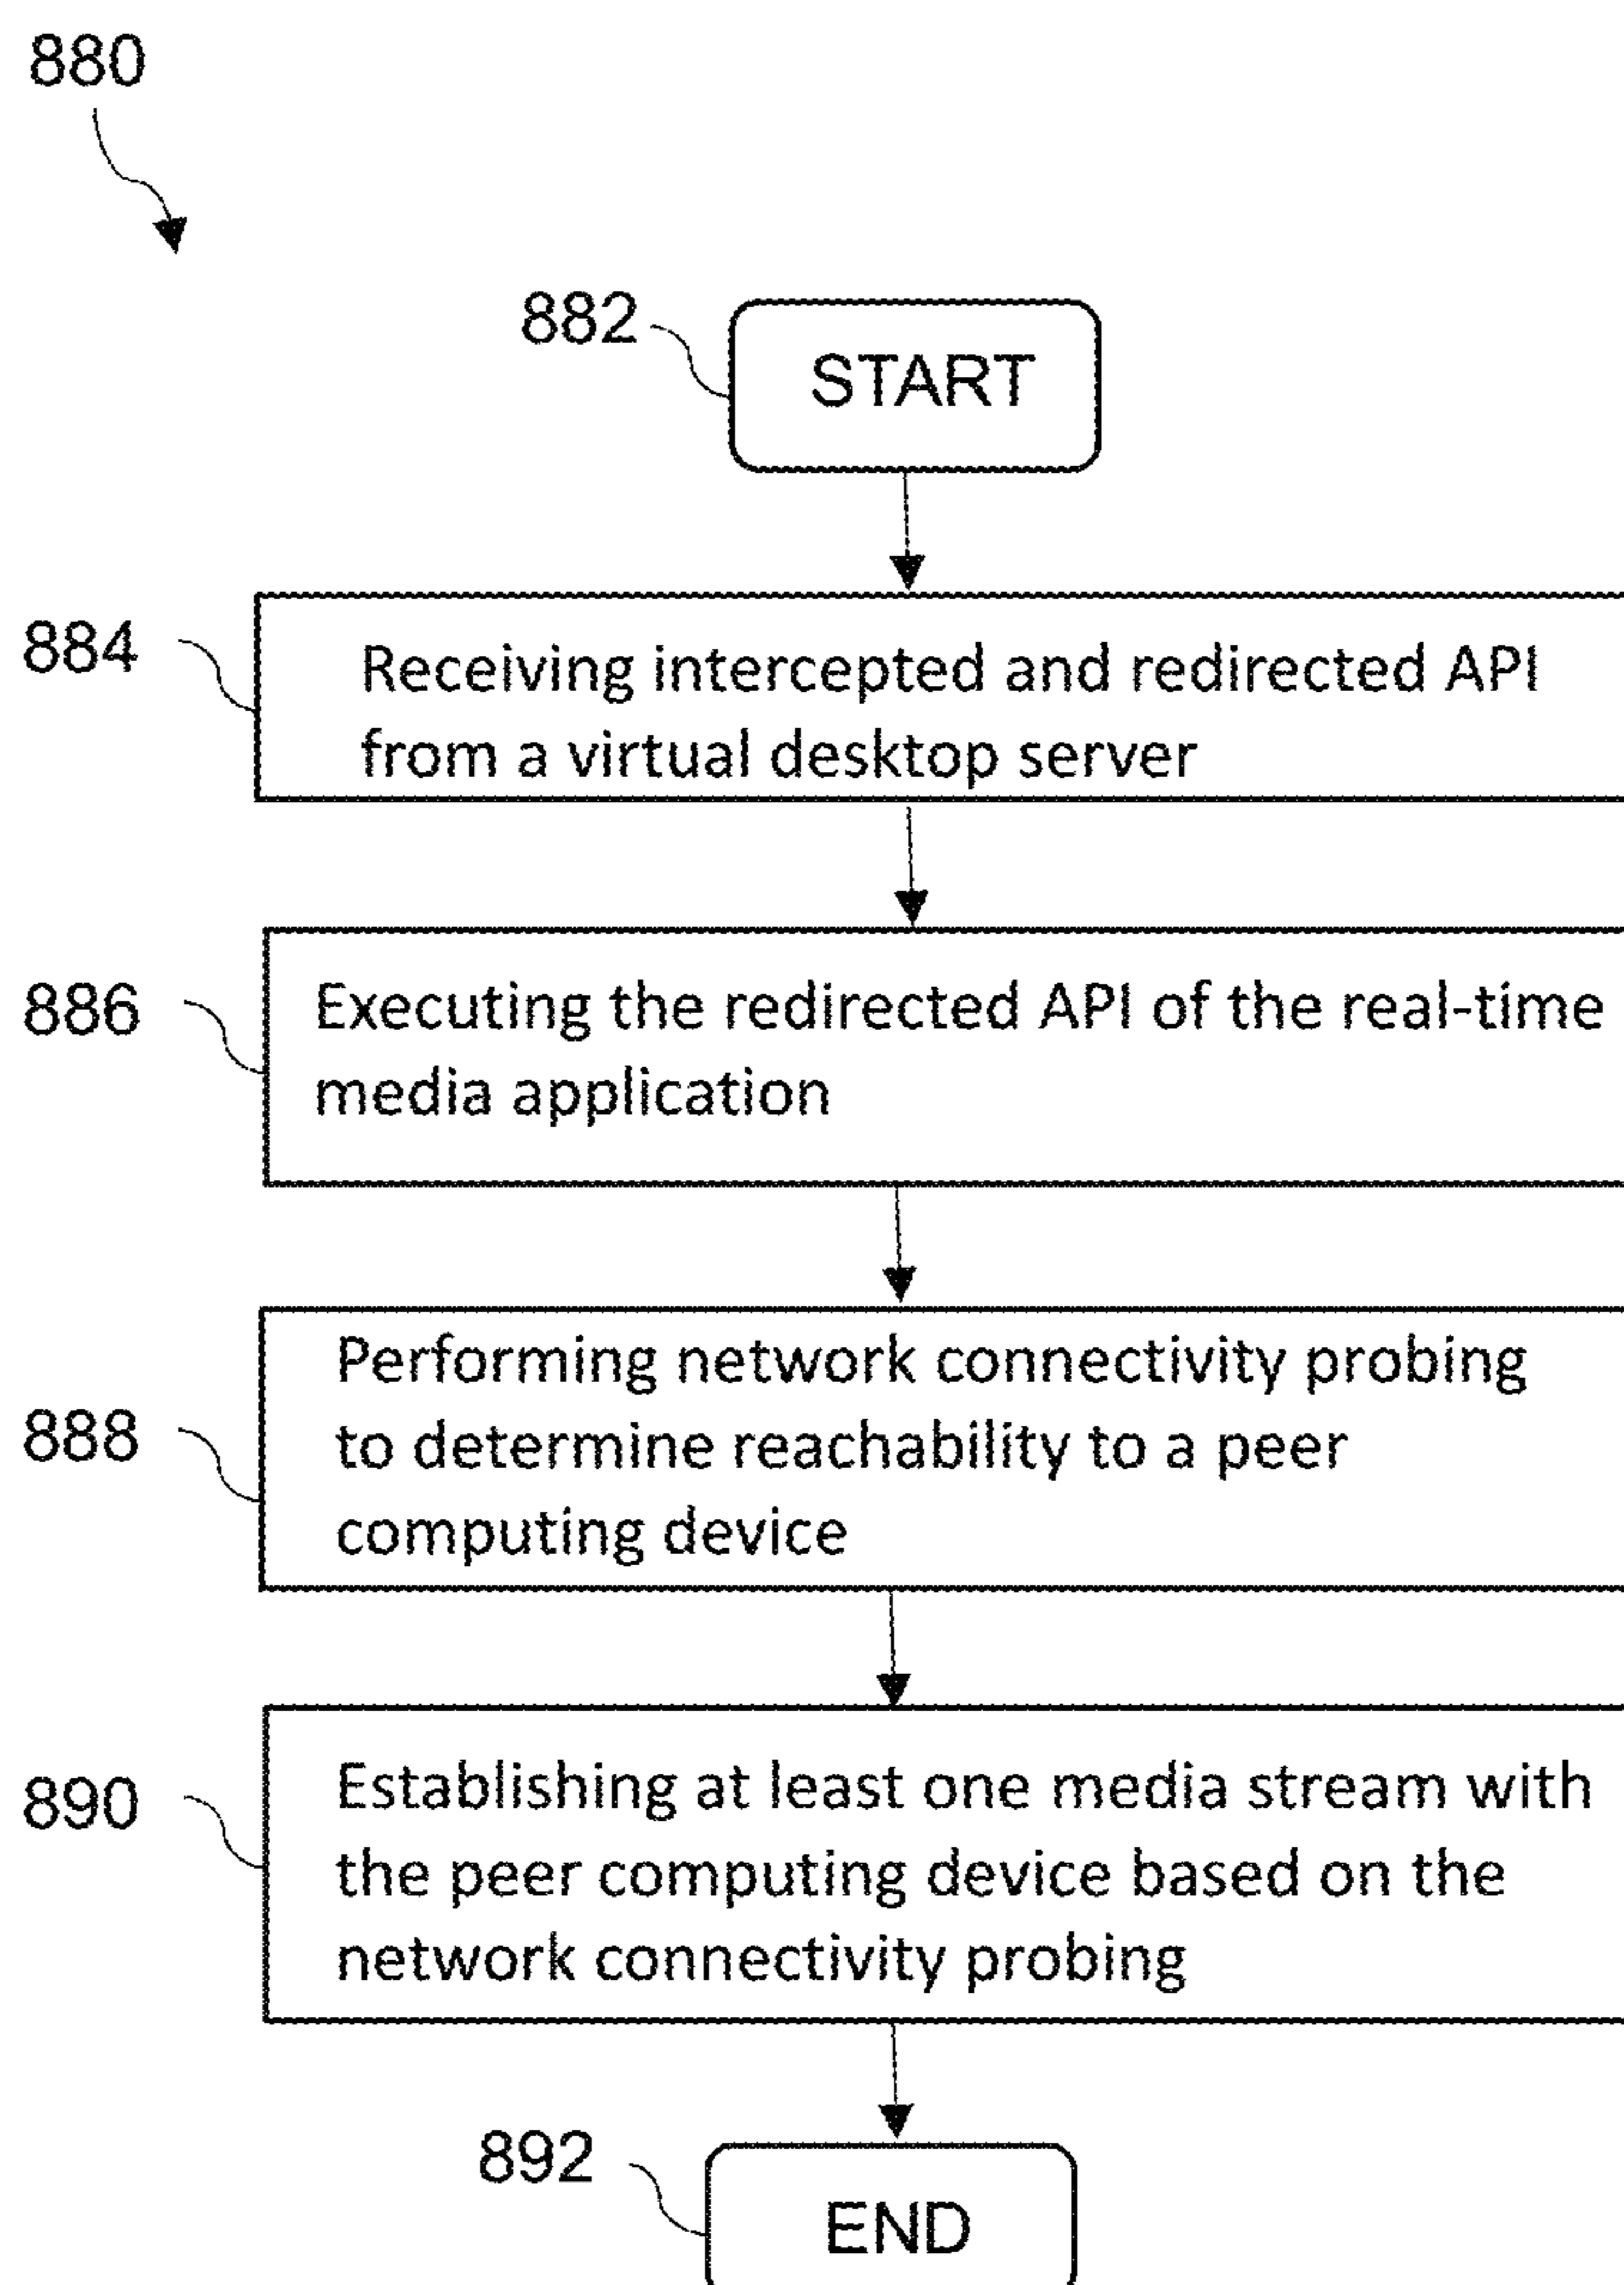 880
882
START
884
Receiving intercepted and redirected API
from a virtual desktop server
886
Executing the redirected API of the real-time
media application
888
Performing network connectivity probing
to determine reachability to a peer
computing device
890
Establishing at least one media stream with
the peer computing device based on the
network connectivity probing
892
END